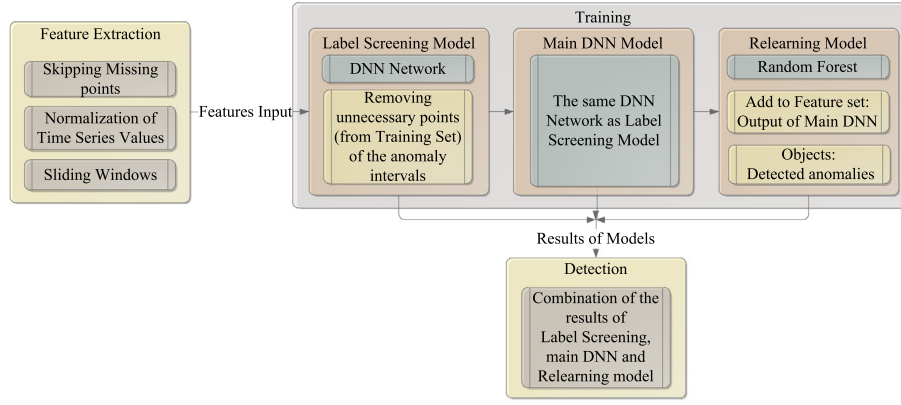 Feature Extraction
Skipping Missing
points
Normalization of
Time Series Values
Sliding Windows
Features Input
Training
Label Screening Model
DNN Network
Removing
unnecessary points
(from Training Set)
of the anomaly
intervals
Main DNN Model
The same DNN
Network as Label
Screening Model
Relearning Model
Random Forest
Add to Feature set:
Output of Main DNN
Objects:
Detected anomalies
Results of Models
Detection
Combination of the
results of
Label Screening,
main DNN and
Relearning model